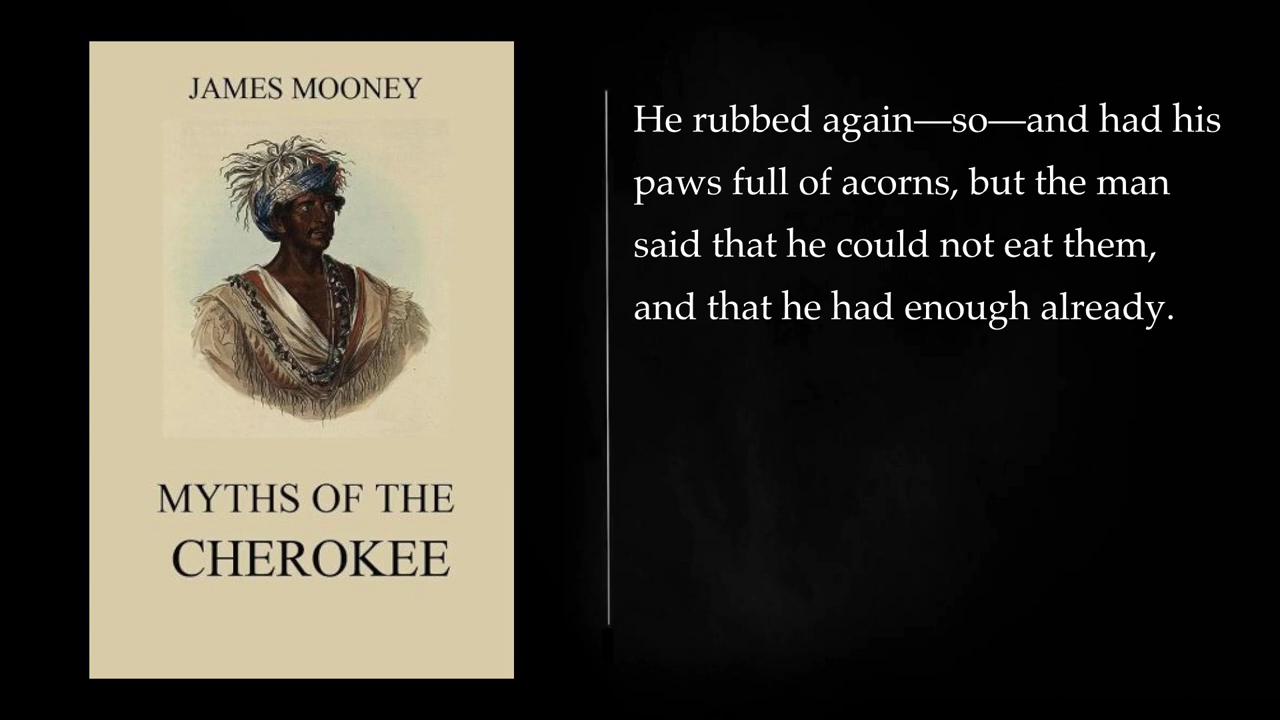 JAMES MOONEY
MYTHS OF THE
CHEROKEE
He rubbed again—so—and had his
paws full of acorns, but the man
said that he could not eat them,
and that he had enough already.